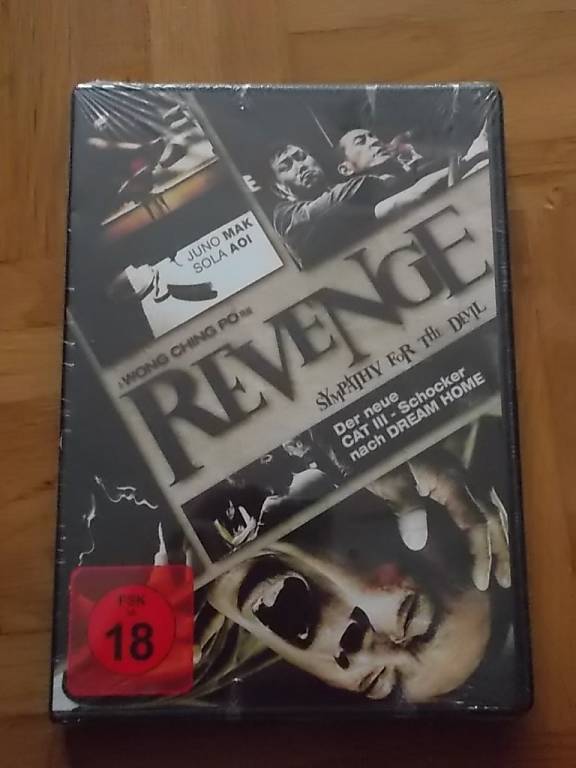 JUNO MAK
SOLA AOI
A WONG CHING PO FILM
REVENGE
SYMPATHY FOR THE DEVIL
Der neue
CAT III - Schocker
nach DREAM HOME
FSK
ab
18